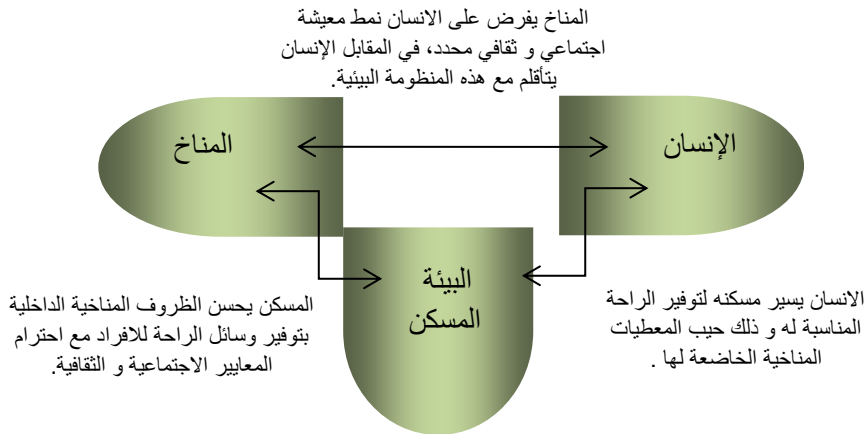 المناخ يفرض على الانسان نمط معيشة
اجتماعي و ثقافي محدد، في المقابل الإنسان
يتأقلم مع هذه المنظومة البيئية.
الإنسان
المناخ
البيئة
المسكن
الانسان يسير مسكنه لتوفير الراحة
المناسبة له و ذلك حيب المعطيات
المناخية الخاضعة لها .
المسكن يحسن الظروف المناخية الداخلية
بتوفير وسائل الراحة للافراد مع احترام
المعايير الاجتماعية و الثقافية.